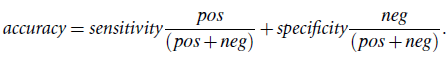 accuracy = sensitivity pos/(pos + neg) + specificity neg/(pos + neg).